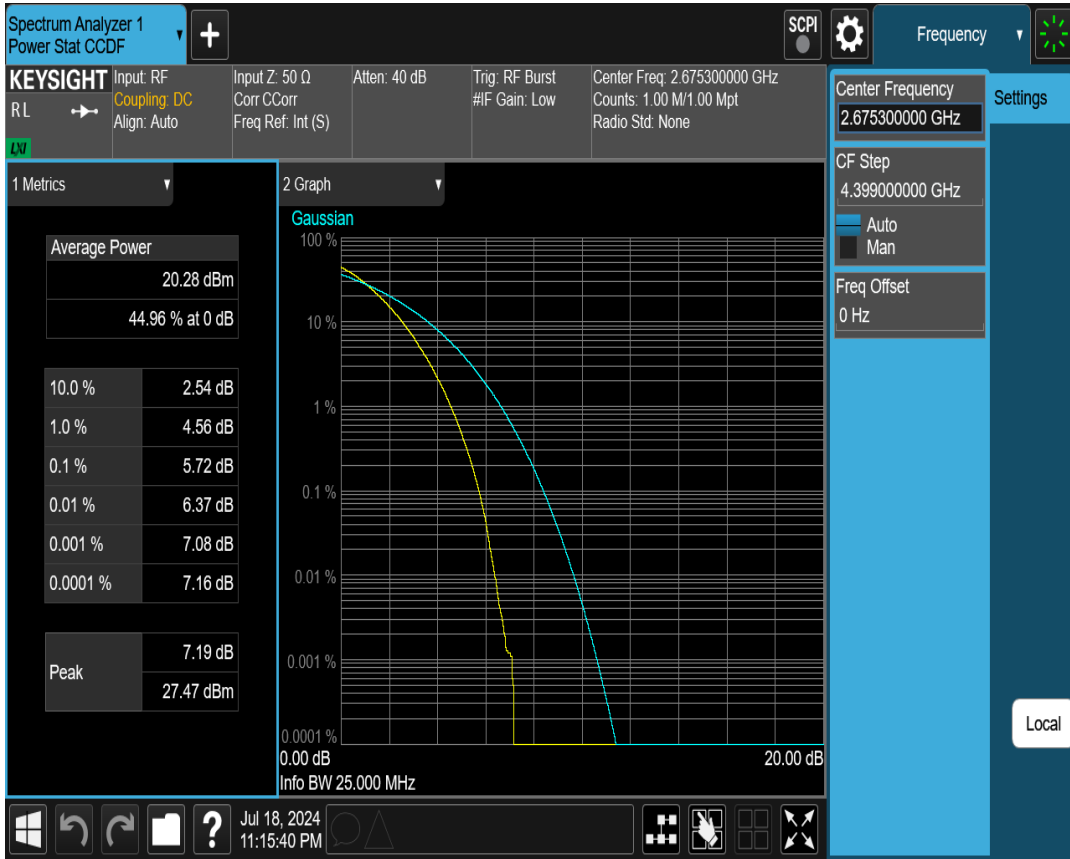 Spectrum Analyzer 1
Power Stat CCDF
+
SCPI
Frequency
KEYSIGHT
RL
LXI
Input: RF
Coupling: DC
Align: Auto
Input Z: 50 Ω
Corr CCorr
Freq Ref: Int (S)
Atten: 40 dB
Trig: RF Burst
#IF Gain: Low
Center Freq: 2.675300000 GHz
Counts: 1.00 M/1.00 Mpt
Radio Std: None
Center Frequency
2.675300000 GHz
Settings
CF Step
4.399000000 GHz
Auto
Man
Freq Offset
0 Hz
Local
1 Metrics
Average Power
20.28 dBm
44.96 % at 0 dB
10.0 % 2.54 dB
1.0 % 4.56 dB
0.1 % 5.72 dB
0.01 % 6.37 dB
0.001 % 7.08 dB
0.0001 % 7.16 dB
Peak
7.19 dB
27.47 dBm
2 Graph
Gaussian
100 %
10 %
1 %
0.1 %
0.01 %
0.001 %
0.0001 %
0.00 dB 20.00 dB
Info BW 25.000 MHz
?
Jul 18, 2024
11:15:40 PM